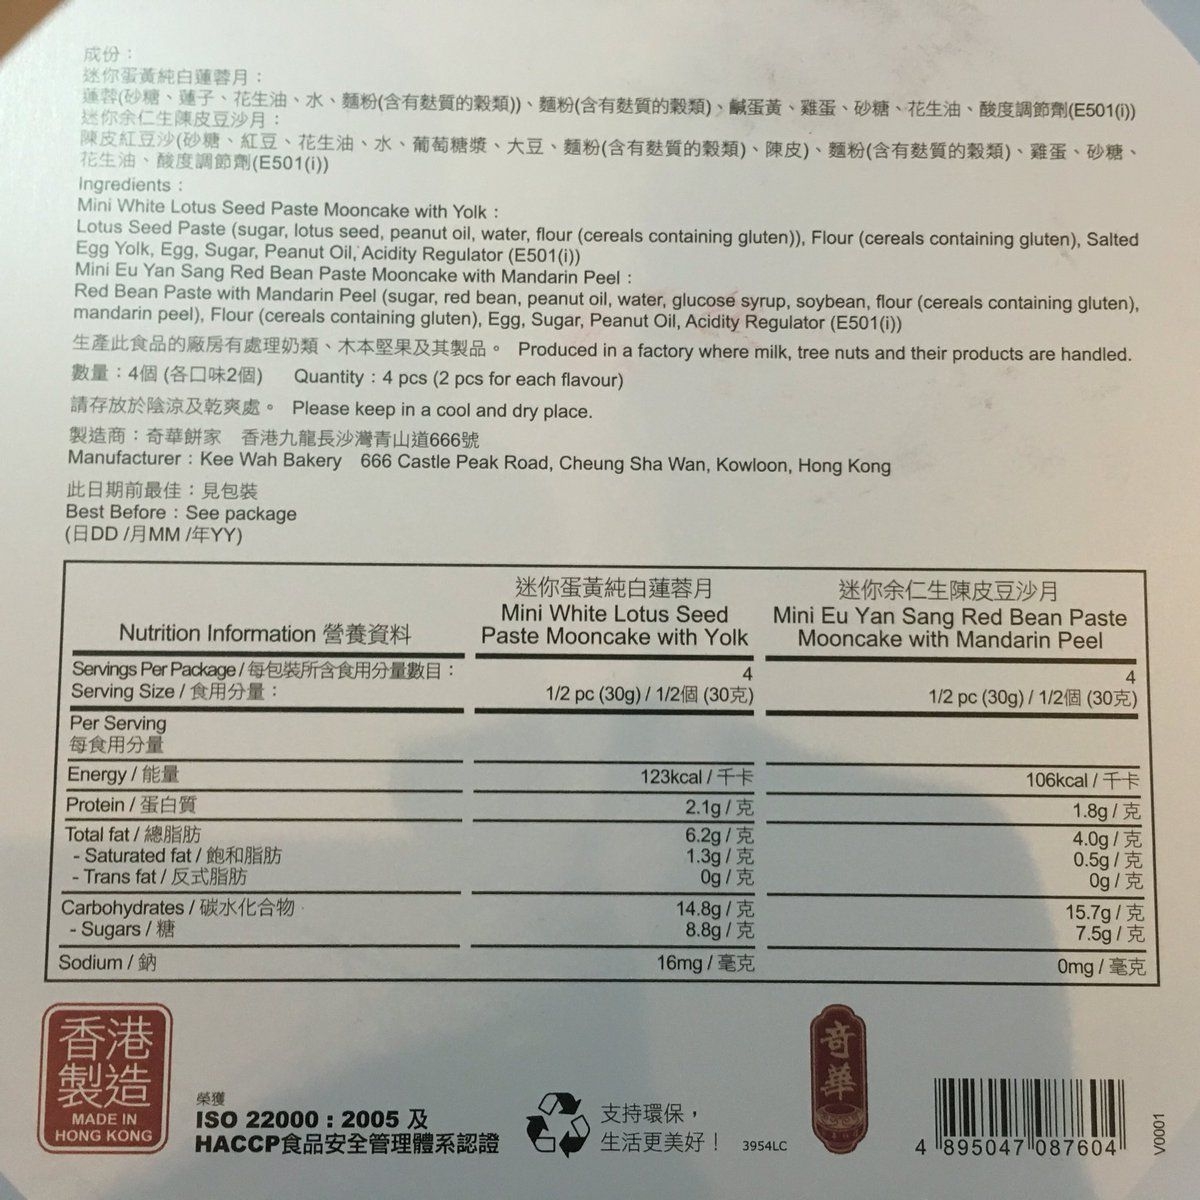 成份：
迷你蛋黃純白蓮蓉月：
蓮蓉(砂糖、蓮子、花生油、水、麵粉(含有麩質的穀類))、麵粉(含有麩質的穀類)、鹹蛋黃、雞蛋、砂糖、花生油、酸度調節劑(E501(i))
迷你余仁生陳皮豆沙月：
陳皮紅豆沙(砂糖、紅豆、花生油、水、葡萄糖漿、大豆、麵粉(含有麩質的穀類)、陳皮)、麵粉(含有麩質的穀類)、雞蛋、砂糖、
花生油、酸度調節劑(E501(i))
Ingredients :
Mini White Lotus Seed Paste Mooncake with Yolk :
Lotus Seed Paste (sugar, lotus seed, peanut oil, water, flour (cereals containing gluten)), Flour (cereals containing gluten), Salted
Egg Yolk, Egg, Sugar, Peanut Oil, Acidity Regulator (E501(i))
Mini Eu Yan Sang Red Bean Paste Mooncake with Mandarin Peel :
Red Bean Paste with Mandarin Peel (sugar, red bean, peanut oil, water, glucose syrup, soybean, flour (cereals containing gluten),
mandarin peel), Flour (cereals containing gluten), Egg, Sugar, Peanut Oil, Acidity Regulator (E501(i))
生產此食品的廠房有處理奶類、木本堅果及其製品。 Produced in a factory where milk, tree nuts and their products are handled.
數量：4個 (各口味2個) Quantity : 4 pcs (2 pcs for each flavour)
請存放於陰涼及乾爽處。 Please keep in a cool and dry place.
製造商：奇華餅家 香港九龍長沙灣青山道666號
Manufacturer : Kee Wah Bakery 666 Castle Peak Road, Cheung Sha Wan, Kowloon, Hong Kong
此日期前最佳：見包裝
Best Before : See package
(日DD /月MM /年YY)
Nutrition Information 營養資料
迷你蛋黃純白蓮蓉月
Mini White Lotus Seed
Paste Mooncake with Yolk
迷你余仁生陳皮豆沙月
Mini Eu Yan Sang Red Bean Paste
Mooncake with Mandarin Peel
Servings Per Package / 每包裝所含食用分量數目： 4 4
Serving Size / 食用分量： 1/2 pc (30g) / 1/2個 (30克) 1/2 pc (30g) / 1/2個 (30克)
Per Serving
每食用分量
Energy / 能量 123kcal / 千卡 106kcal / 千卡
Protein / 蛋白質 2.1g / 克 1.8g / 克
Total fat / 總脂肪 6.2g / 克 4.0g / 克
- Saturated fat / 飽和脂肪 1.3g / 克 0.5g / 克
- Trans fat / 反式脂肪 0g / 克 0g / 克
Carbohydrates / 碳水化合物 14.8g / 克 15.7g / 克
- Sugars / 糖 8.8g / 克 7.5g / 克
Sodium / 鈉 16mg / 毫克 0mg / 毫克
香港
製造
MADE IN
HONG KONG
榮獲
ISO 22000 : 2005 及
HACCP食品安全管理體系認證
支持環保，
生活更美好！ 3954LC
奇華
4 895047 087604
V0001